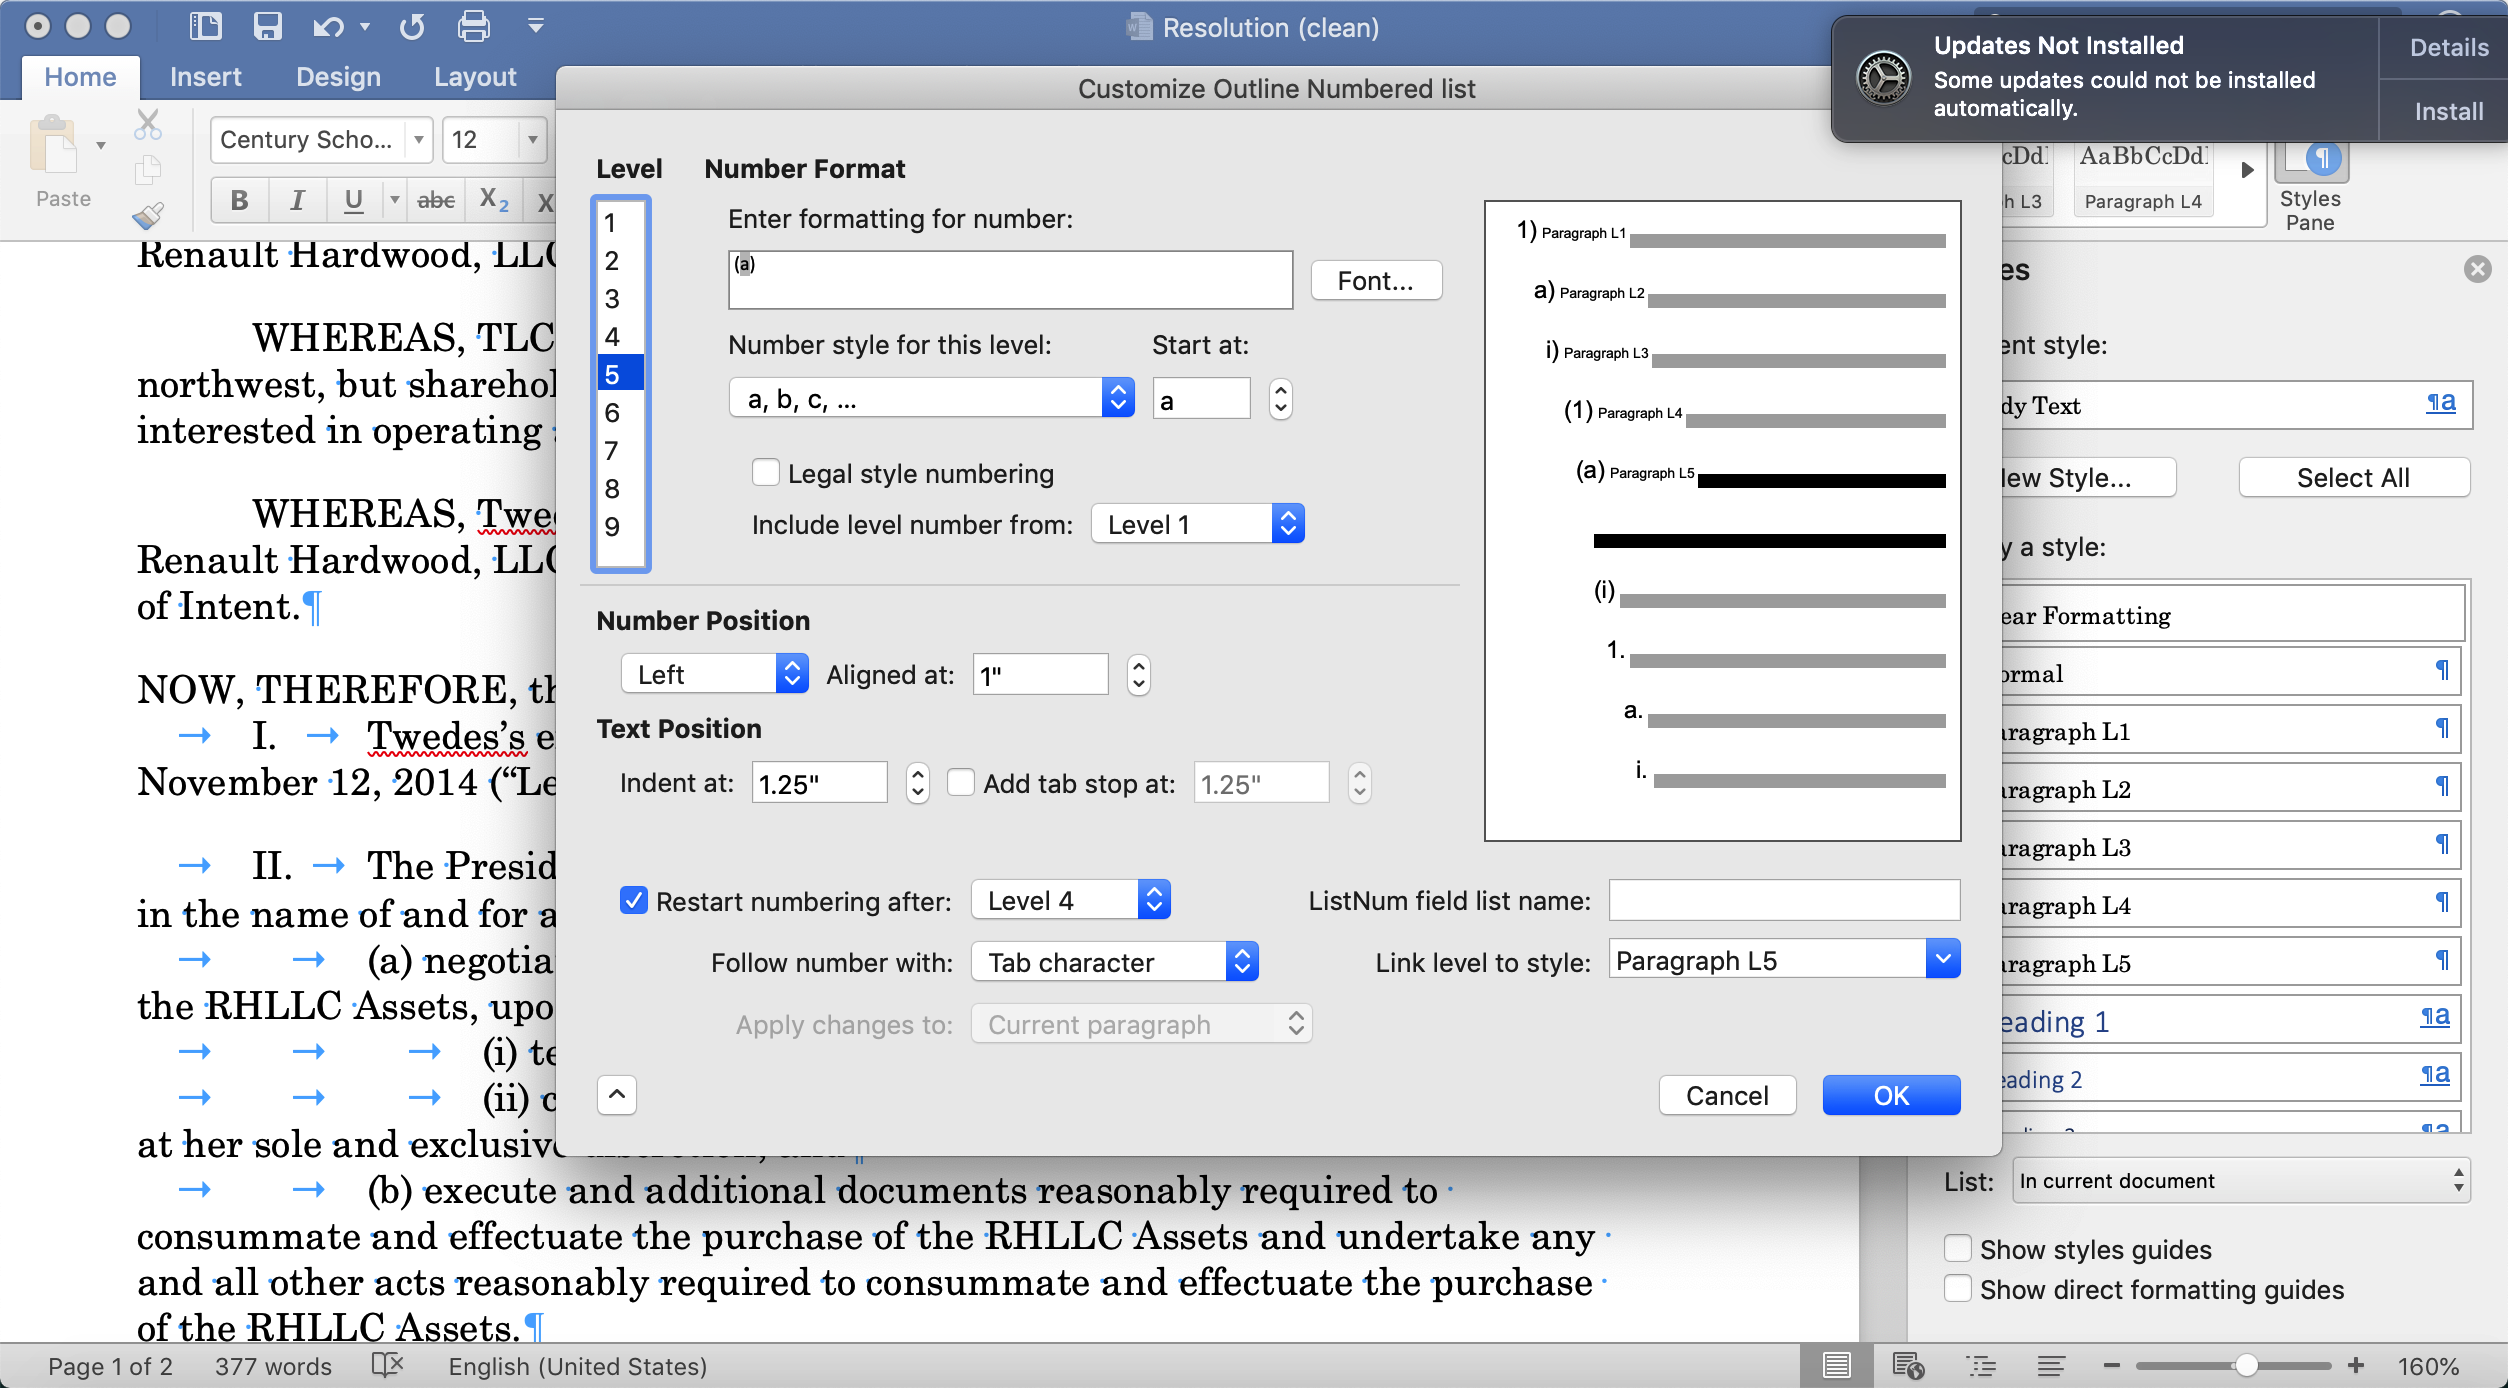 Resolution (clean)
Home Insert Design Layout
Updates Not Installed
Some updates could not be installed
automatically.
Details
Install
Paste
Century Scho... 12
B I U abc X2 X
AaBbCcDd
Paragraph L4
Styles
Pane
Customize Outline Numbered list
Level
1
2
3
4
5
6
7
8
9
Number Format
Enter formatting for number:
(a)
Font...
Number style for this level: Start at:
a, b, c, ... a
Legal style numbering
Include level number from: Level 1
Number Position
Left Aligned at: 1"
Text Position
Indent at: 1.25" Add tab stop at: 1.25"
Restart numbering after: Level 4
Follow number with: Tab character
Apply changes to: Current paragraph
ListNum field list name:
Link level to style: Paragraph L5
Cancel OK
1) Paragraph L1
a) Paragraph L2
i) Paragraph L3
(1) Paragraph L4
(a) Paragraph L5
(i)
1.
a.
i.
Renault Hardwood, LLC
WHEREAS, TLC
northwest, but sharehol
interested in operating
WHEREAS, Twe
Renault Hardwood, LLC
of Intent.¶
NOW, THEREFORE, th
→ I. → Twedes’s e
November 12, 2014 (“Le
→ II. → The Presid
in the name of and for a
→ → (a) negotia
the RHLLC Assets, upo
→ → → (i) te
→ → → (ii) c
at her sole and exclusive
→ → (b) execute and additional documents reasonably required to
consummate and effectuate the purchase of the RHLLC Assets and undertake any
and all other acts reasonably required to consummate and effectuate the purchase
of the RHLLC Assets.¶
es
ent style:
dy Text ¶a
ew Style... Select All
y a style:
ear Formatting
ormal ¶
aragraph L1 ¶
aragraph L2 ¶
aragraph L3 ¶
aragraph L4 ¶
aragraph L5 ¶
eading 1 ¶a
eading 2 ¶a
List: In current document
Show styles guides
Show direct formatting guides
Page 1 of 2 377 words English (United States) 160%